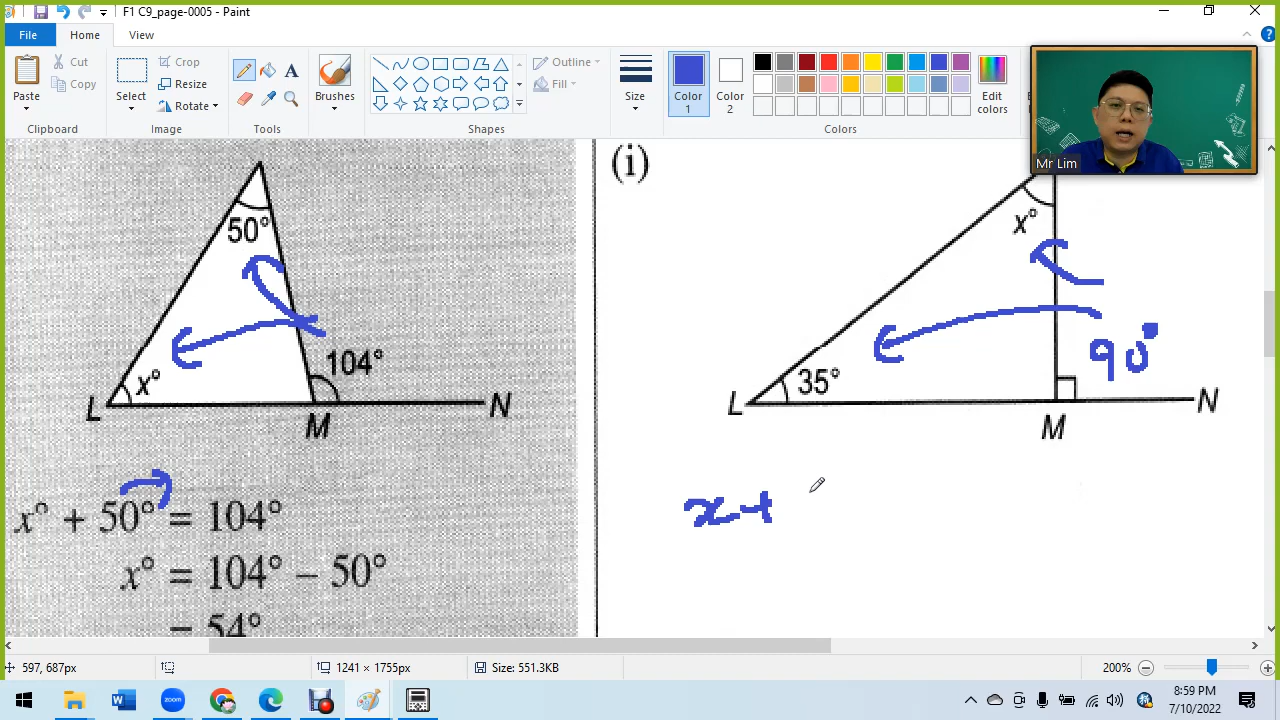 F1 C9_page-0005 - Paint
File Home View
Paste
Cut
Copy
Clipboard
Select
Crop
Resize
Rotate
Image
A
Tools
Brushes
Outline
Fill
Shapes
Size
Color 1
Color 2
Edit colors
Colors
Mr Lim
50°
x°
104°
L
M
N
x° + 50° = 104°
x° = 104° – 50°
= 54°
(i)
x°
35°
90°
L
M
N
x+
597, 687px
1241 × 1755px
Size: 551.3KB
200%
zoom
8:59 PM
7/10/2022